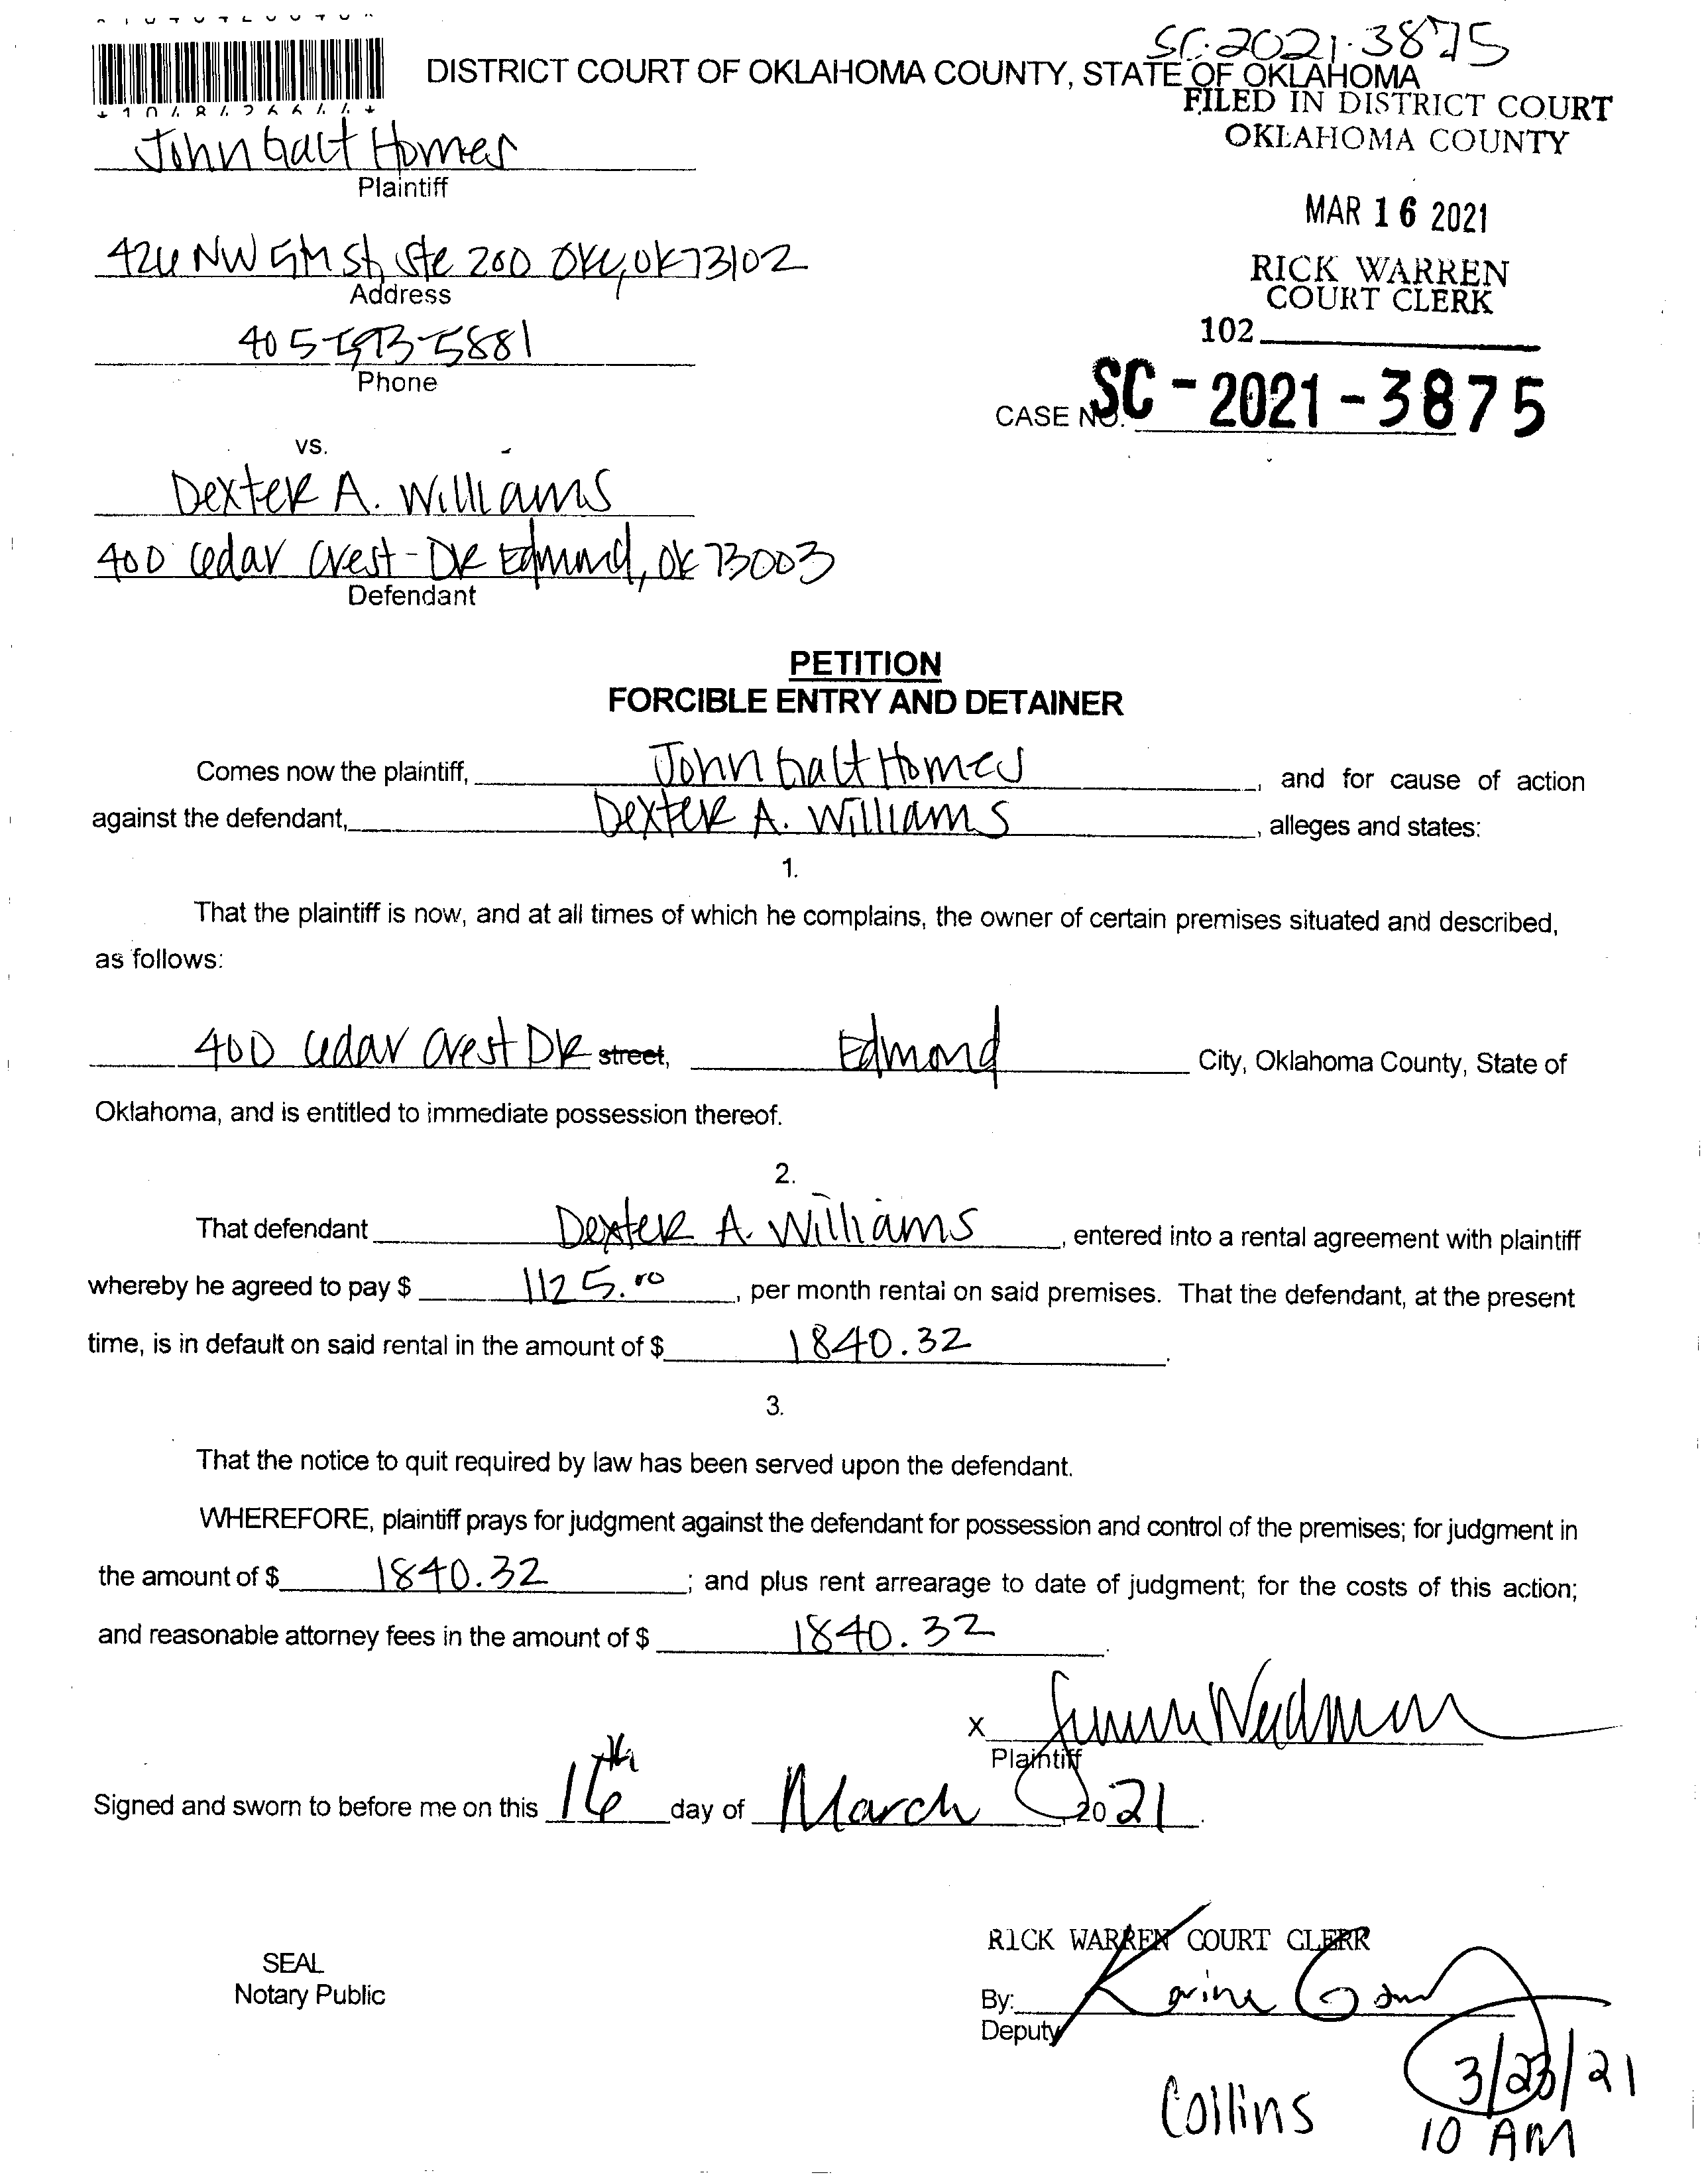 SC-2021-3875
DISTRICT COURT OF OKLAHOMA COUNTY, STATE OF OKLAHOMA
FILED IN DISTRICT COURT
OKLAHOMA COUNTY
MAR 16 2021
RICK WARREN
COURT CLERK
102
CASE NO. SC-2021-3875
John Galt Homes
Plaintiff
NW 5th St, Ste 200 OKC, OK 73102
Address
405-593-5881
Phone
vs.
Dexter A. Williams
400 Cedar Crest Dr Edmond, OK 73003
Defendant
PETITION
FORCIBLE ENTRY AND DETAINER
Comes now the plaintiff, John Galt Homes, and for cause of action
against the defendant, Dexter A. Williams, alleges and states:
1.
That the plaintiff is now, and at all times of which he complains, the owner of certain premises situated and described,
as follows:
400 Cedar Crest DR street, Edmond City, Oklahoma County, State of
Oklahoma, and is entitled to immediate possession thereof.
2.
That defendant Dexter A. Williams, entered into a rental agreement with plaintiff
whereby he agreed to pay $ 1125.00, per month rental on said premises. That the defendant, at the present
time, is in default on said rental in the amount of $ 1840.32.
3.
That the notice to quit required by law has been served upon the defendant.
WHEREFORE, plaintiff prays for judgment against the defendant for possession and control of the premises; for judgment in
the amount of $ 1840.32; and plus rent arrearage to date of judgment; for the costs of this action;
and reasonable attorney fees in the amount of $ 1840.32.
X
Plaintiff
Signed and sworn to before me on this 16th day of March, 2021.
SEAL
Notary Public
RICK WARREN COURT CLERK
By: Karine
Deputy
Collins
3/23/21
10 AM